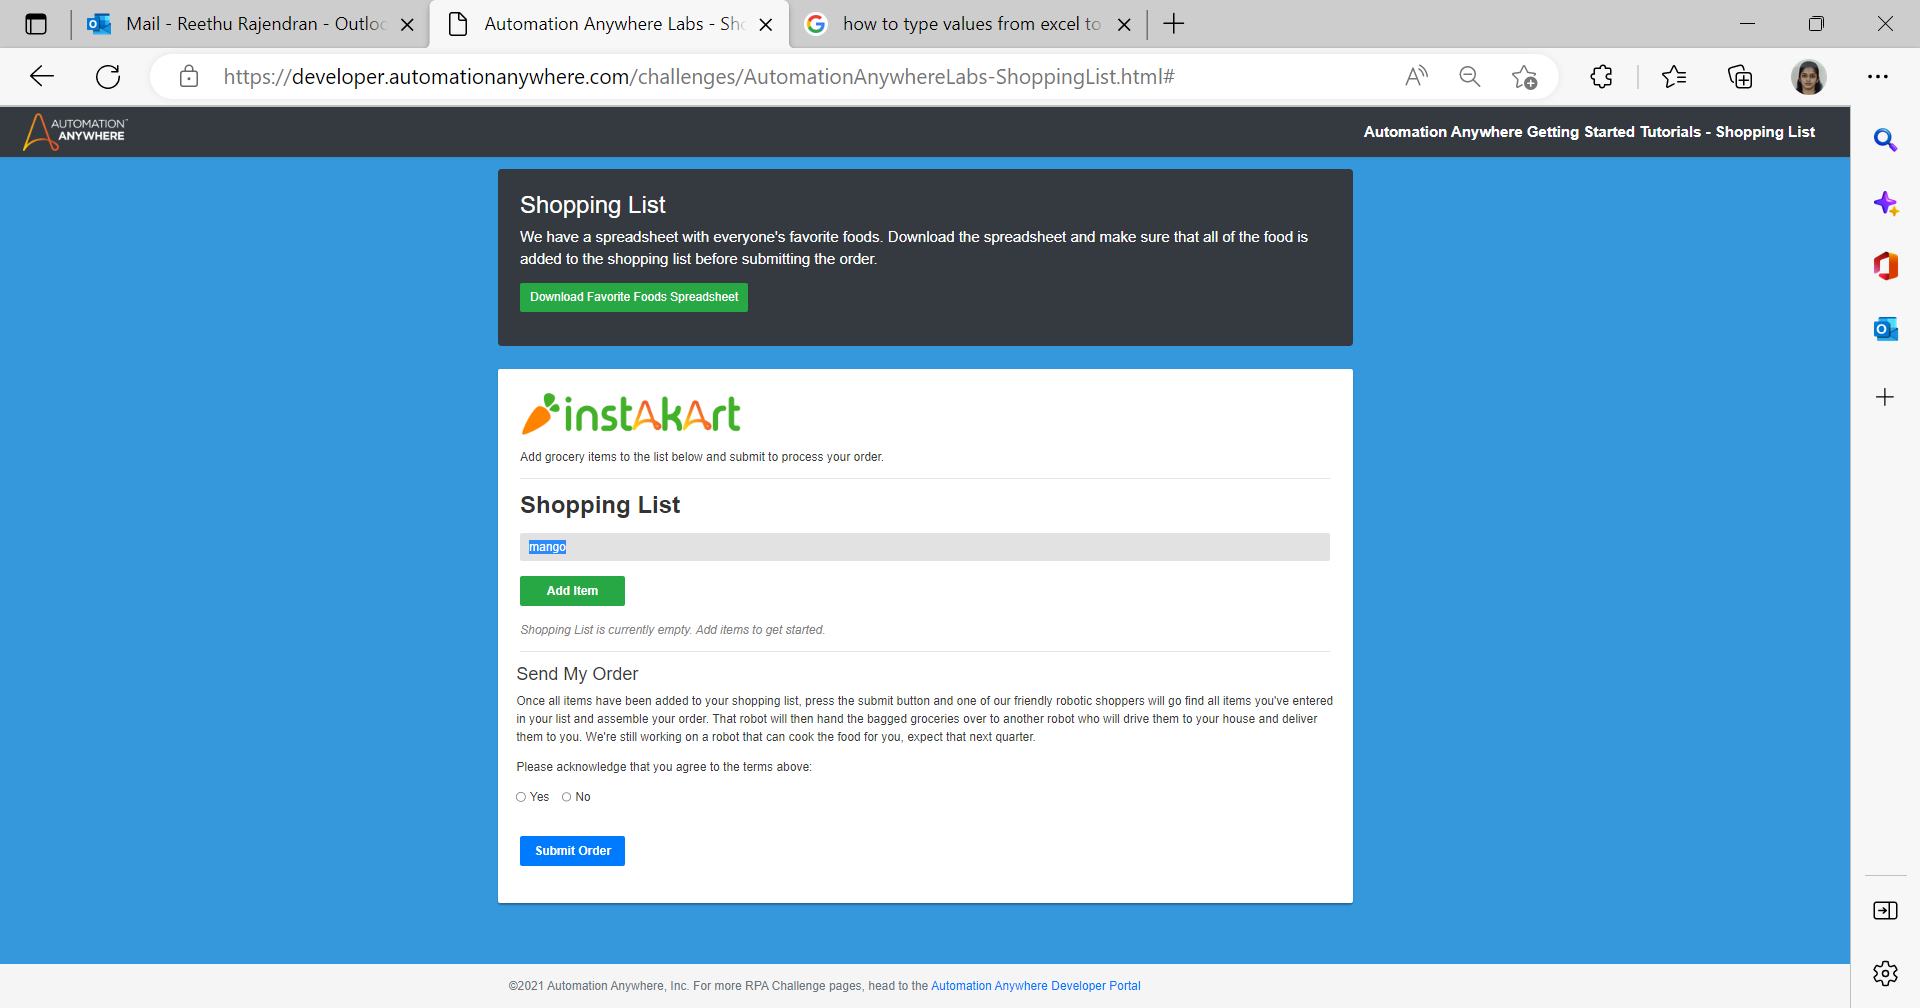 Mail - Reethu Rajendran - Outloo
Automation Anywhere Labs - Sho
how to type values from excel to
https://developer.automationanywhere.com/challenges/AutomationAnywhereLabs-ShoppingList.html#
AUTOMATION
ANYWHERE
Automation Anywhere Getting Started Tutorials - Shopping List
Shopping List
We have a spreadsheet with everyone's favorite foods. Download the spreadsheet and make sure that all of the food is
added to the shopping list before submitting the order.
Download Favorite Foods Spreadsheet
instAkArt
Add grocery items to the list below and submit to process your order.
Shopping List
mango
Add Item
Shopping List is currently empty. Add items to get started.
Send My Order
Once all items have been added to your shopping list, press the submit button and one of our friendly robotic shoppers will go find all items you've entered
in your list and assemble your order. That robot will then hand the bagged groceries over to another robot who will drive them to your house and deliver
them to you. We're still working on a robot that can cook the food for you, expect that next quarter.
Please acknowledge that you agree to the terms above:
Yes No
Submit Order
©2021 Automation Anywhere, Inc. For more RPA Challenge pages, head to the Automation Anywhere Developer Portal